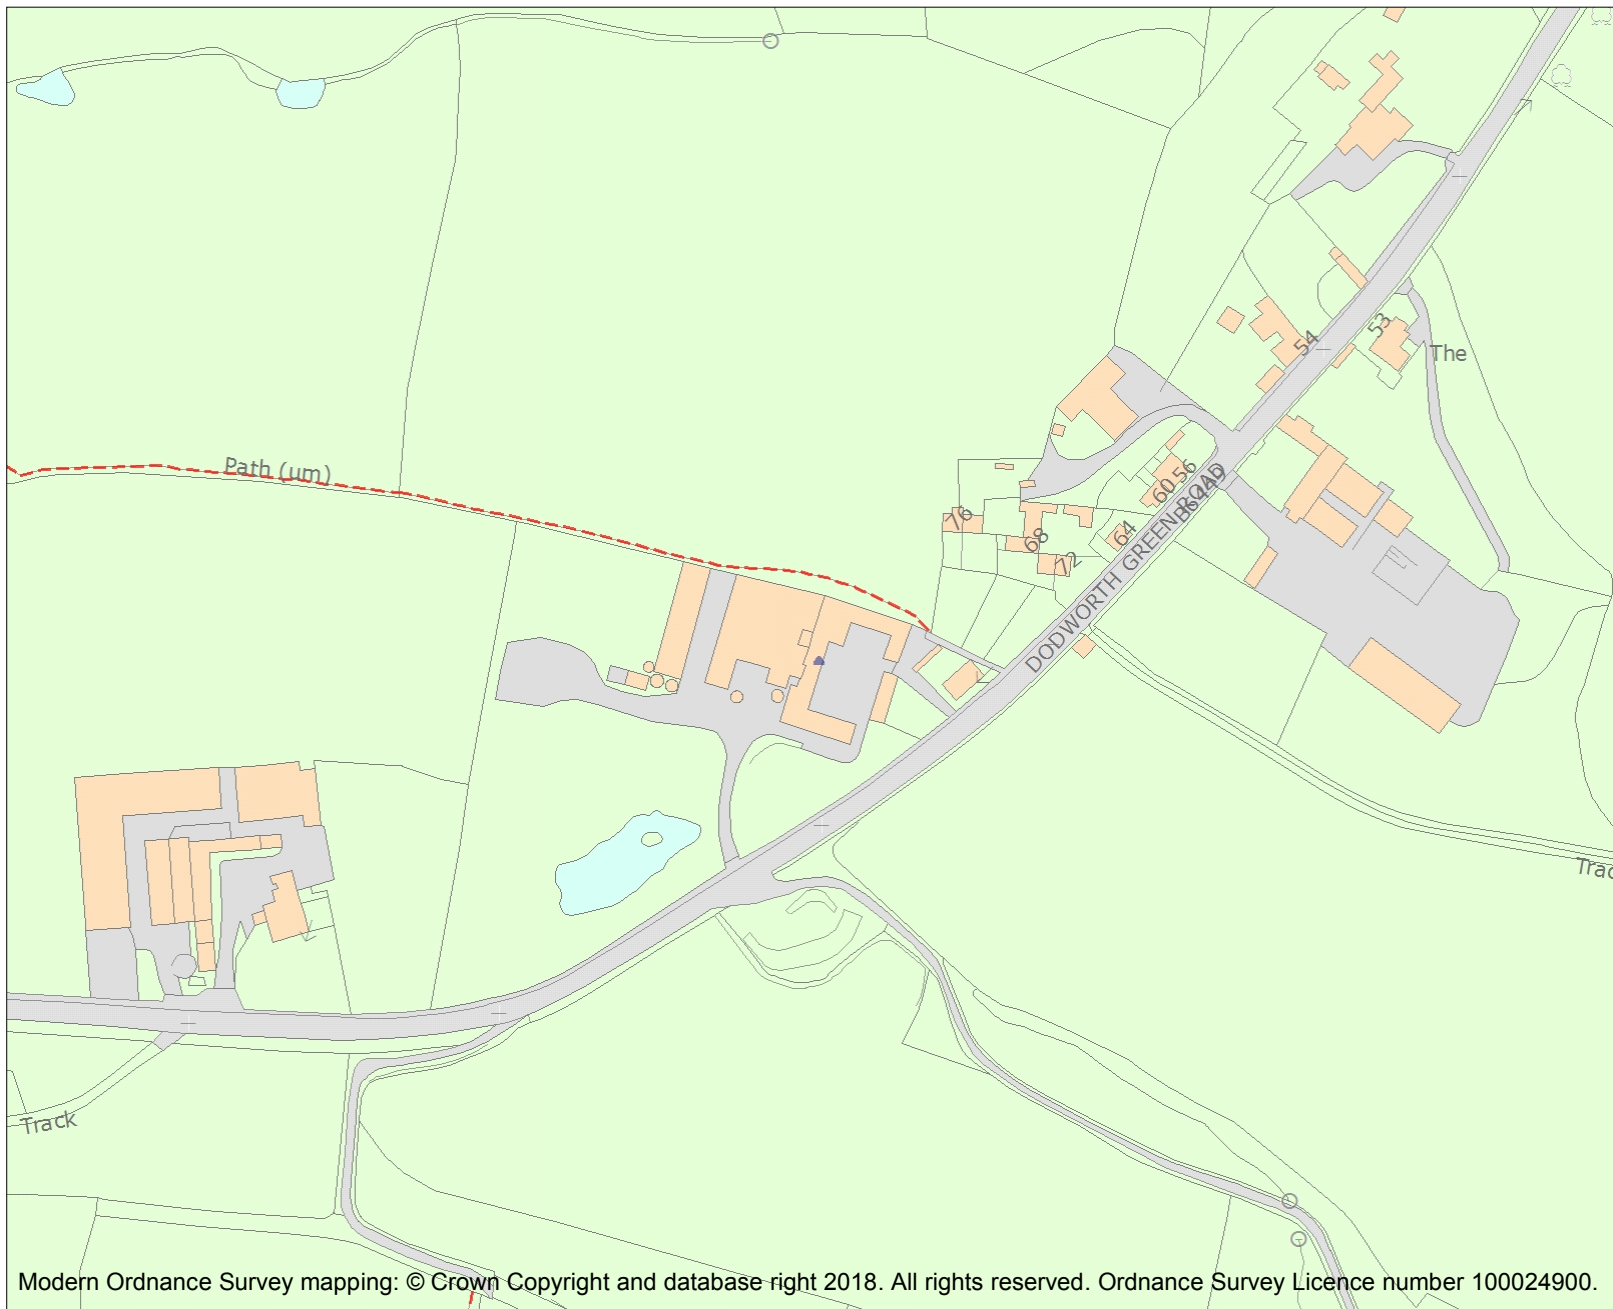 54
53
The
Path (um)
56
60
DODWORTH GREEN ROAD
B6449
76
64
68
72
Trac
Track
Modern Ordnance Survey mapping: © Crown Copyright and database right 2018. All rights reserved. Ordnance Survey Licence number 100024900.